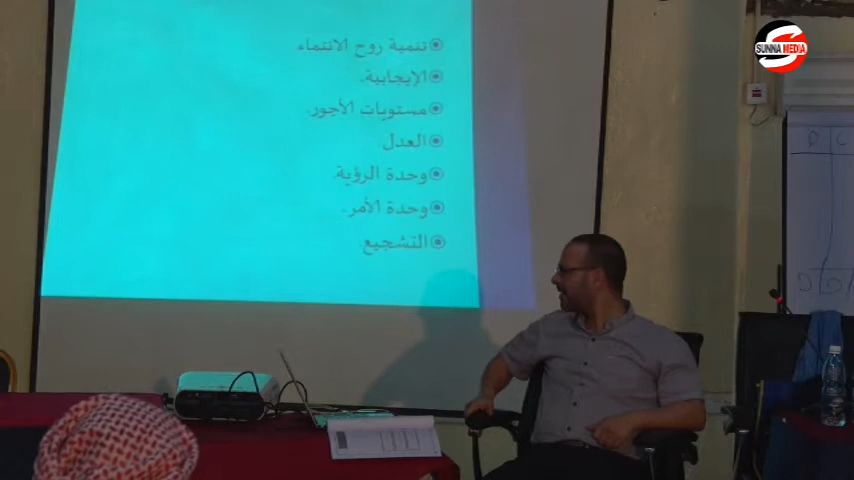 SUNNA MEDIA
تنمية روح الانتماء.
الإيجابية.
مستويات الأجور.
العدل.
وحدة الرؤية.
وحدة الأمر.
التشجيع.
D C